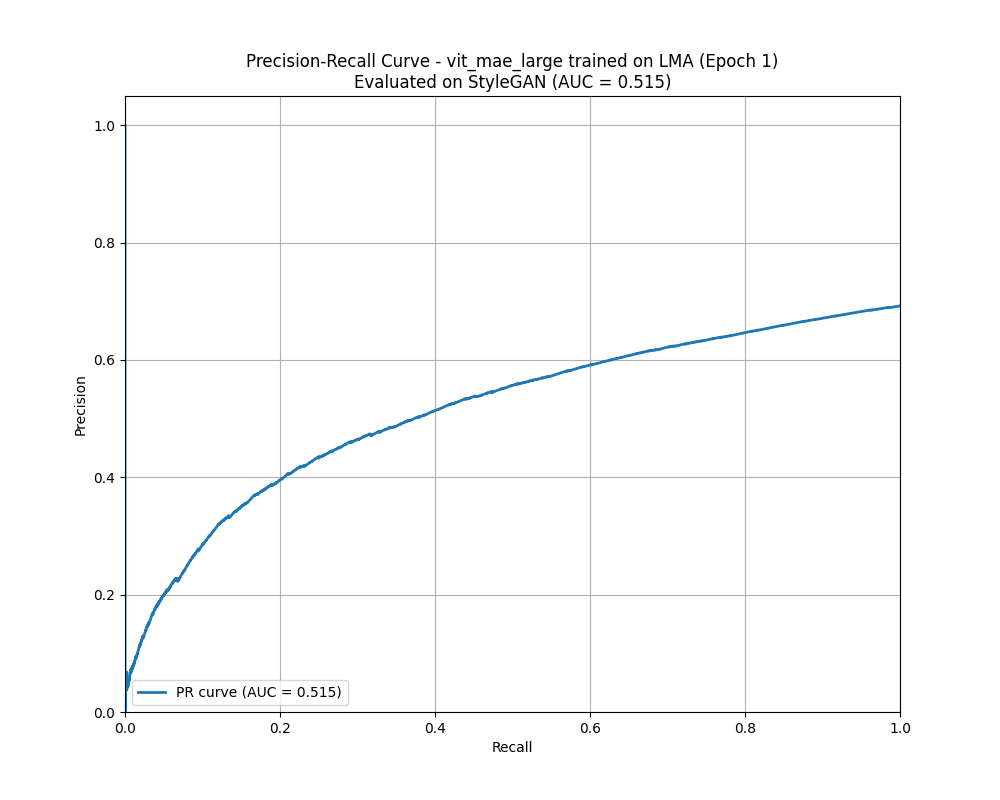 Precision-Recall Curve - vit_mae_large trained on LMA (Epoch 1)
Evaluated on StyleGAN (AUC = 0.515)
1.0
0.8
0.6
0.4
0.2
0.0
Precision
PR curve (AUC = 0.515)
0.0 0.2 0.4 0.6 0.8 1.0
Recall